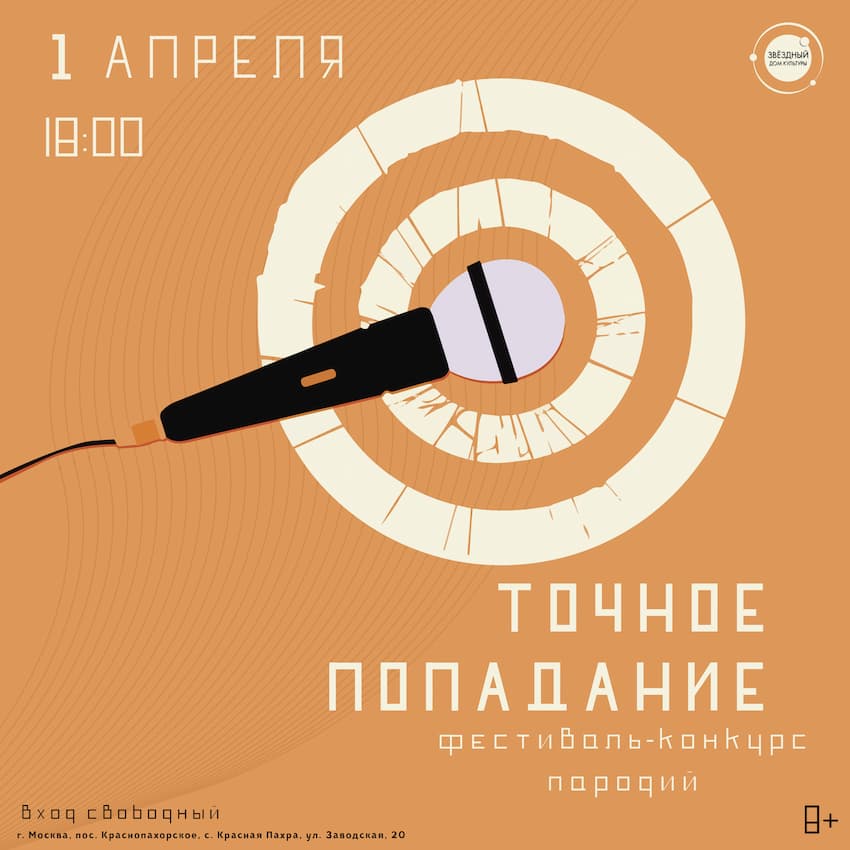 1 АПРЕЛЯ
18:00
ЗВЁЗДНЫЙ
ДОМ КУЛЬТУРЫ
ТОЧНОЕ
ПОПАДАНИЕ
фестиваль-конкурс
пародий
Вход свободный
г. Москва, пос. Краснопахорское, с. Красная Пахра, ул. Заводская, 20
8+